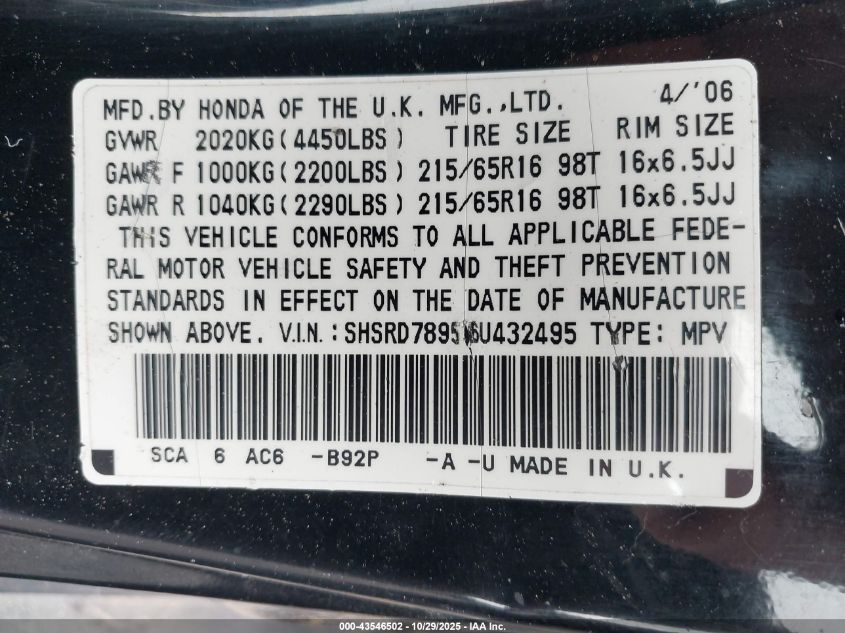 MFD.BY HONDA OF THE U.K. MFG.,LTD. 4/'06
GVWR 2020KG(4450LBS) TIRE SIZE RIM SIZE
GAWR F 1000KG(2200LBS) 215/65R16 98T 16x6.5JJ
GAWR R 1040KG(2290LBS) 215/65R16 98T 16x6.5JJ
THIS VEHICLE CONFORMS TO ALL APPLICABLE FEDE-
RAL MOTOR VEHICLE SAFETY AND THEFT PREVENTION
STANDARDS IN EFFECT ON THE DATE OF MANUFACTURE
SHOWN ABOVE. V.I.N.:SHSRD78956U432495 TYPE: MPV
SCA 6 AC6 -B92P -A -U MADE IN U.K.
000-43546502 - 10/29/2025 - IAA Inc.